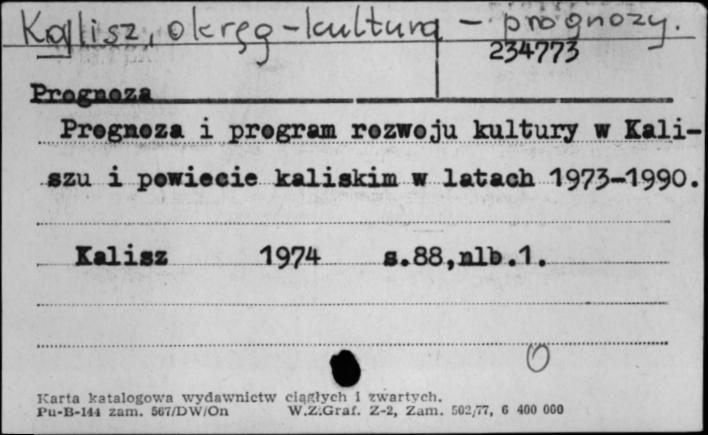 Kalisz, okręg - kultura - prognozy.
234773
Prognoza
Prognoza i program rozwoju kultury w Kali-
szu i powiecie kaliskim w latach 1973-1990.
Kalisz 1974 s.88,nlb.1.
Karta katalogowa wydawnictw ciągłych i zwartych.
Pu-B-144 zam. 567/DW/On W.Z.Graf. Z-2, Zam. 502/77, 6 400 000